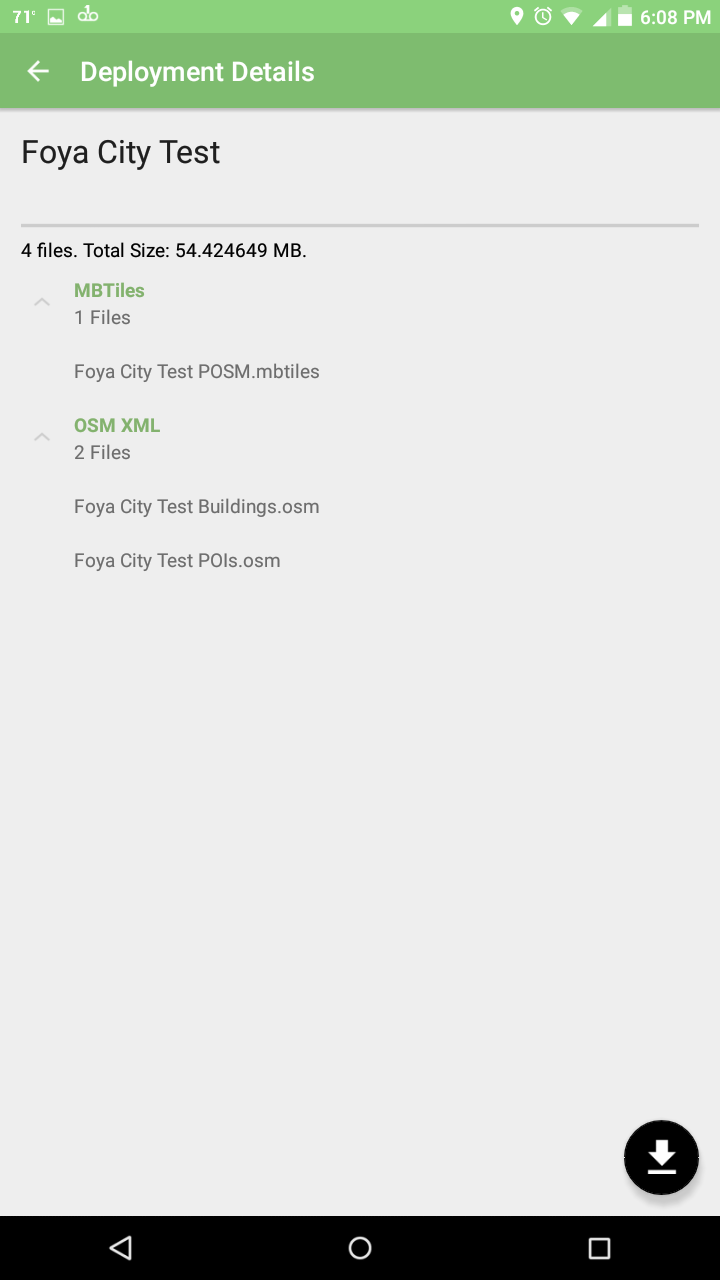 71° 6:08 PM
Deployment Details
Foya City Test
4 files. Total Size: 54.424649 MB.
MBTiles
1 Files
Foya City Test POSM.mbtiles
OSM XML
2 Files
Foya City Test Buildings.osm
Foya City Test POIs.osm